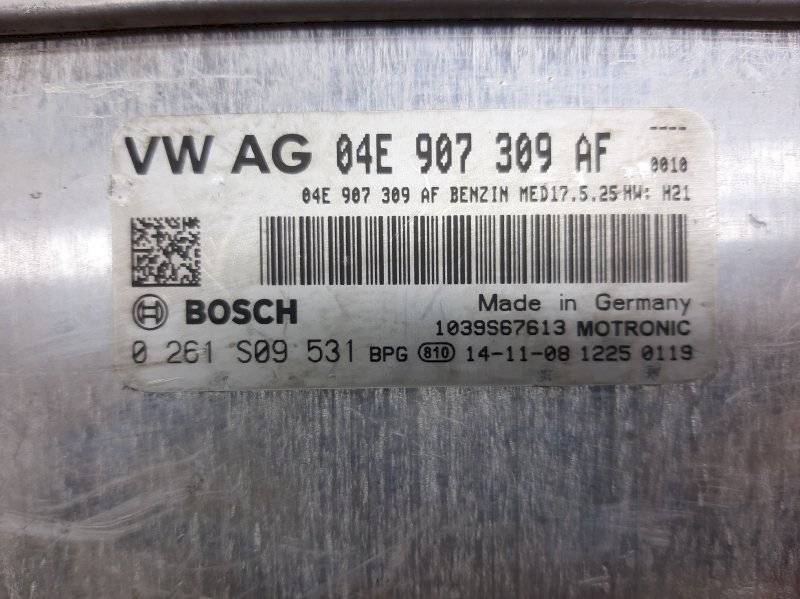 ----
VW AG 04E 907 309 AF 0010
04E 907 309 AF BENZIN MED17.5.25 HW: H21
BOSCH
Made in Germany
1039S67613 MOTRONIC
0 261 S09 531 BPG 810 14-11-08 1225 0119